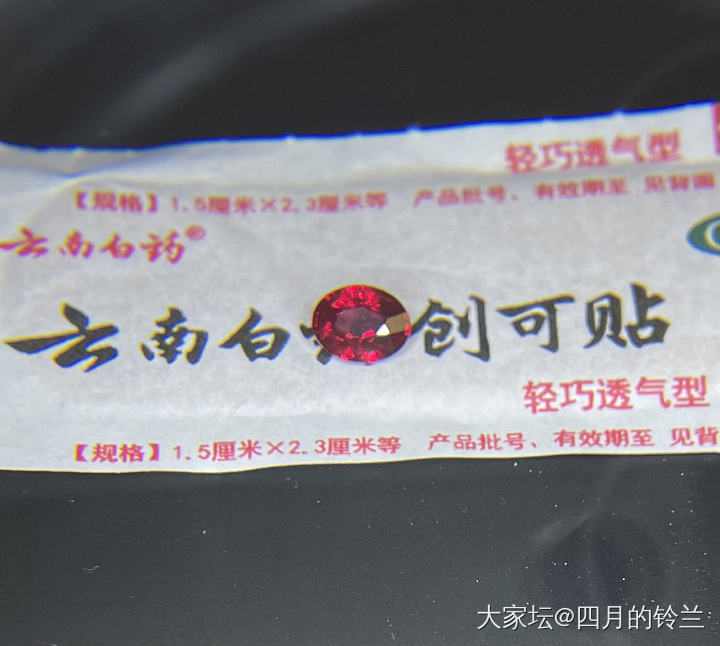 轻巧透气型
【规格】1.5厘米×2.3厘米等 产品批号、有效期至 见背面
云南白药®
云南白 创可贴
轻巧透气型
【规格】1.5厘米×2.3厘米等 产品批号、有效期至 见背
大家坛@四月的铃兰